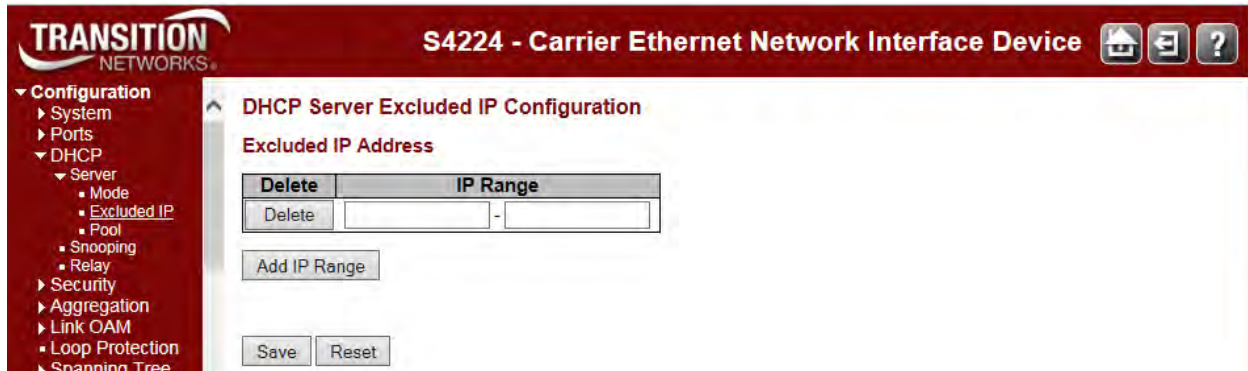 TRANSITION
NETWORKS®
S4224 - Carrier Ethernet Network Interface Device
?
Configuration
System
Ports
DHCP
Server
Mode
Excluded IP
Pool
Snooping
Relay
Security
Aggregation
Link OAM
Loop Protection
Spanning Tree
DHCP Server Excluded IP Configuration
Excluded IP Address
Delete IP Range
Delete -
Add IP Range
Save Reset